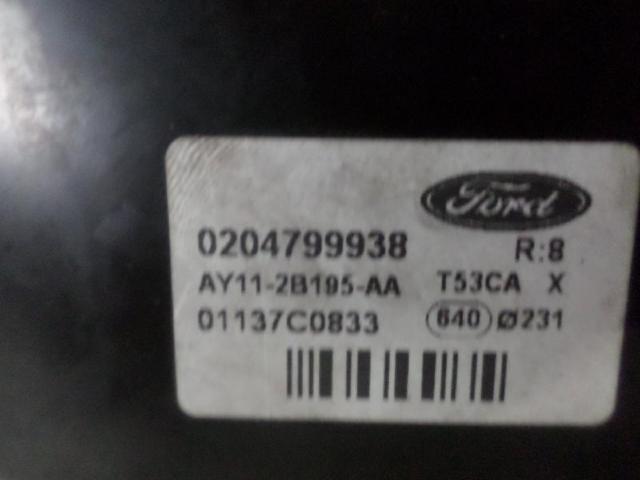 Ford
0204799938 R:8
AY11-2B195-AA T53CA X
01137C0833 640 Ø231